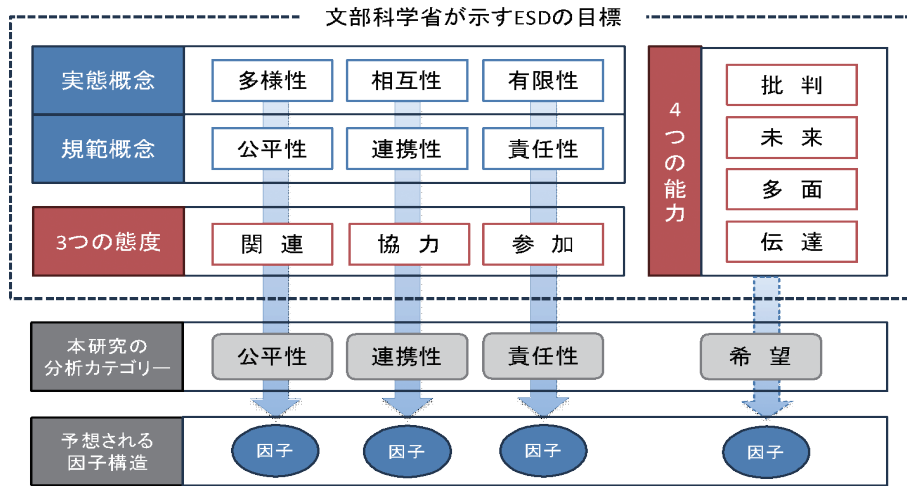 文部科学省が示すESDの目標
実態概念
多様性
相互性
有限性
規範概念
公平性
連携性
責任性
3つの態度
関 連
協 力
参 加
4つの能力
批 判
未 来
多 面
伝 達
本研究の
分析カテゴリー
公平性
連携性
責任性
希 望
予想される
因子構造
因子
因子
因子
因子